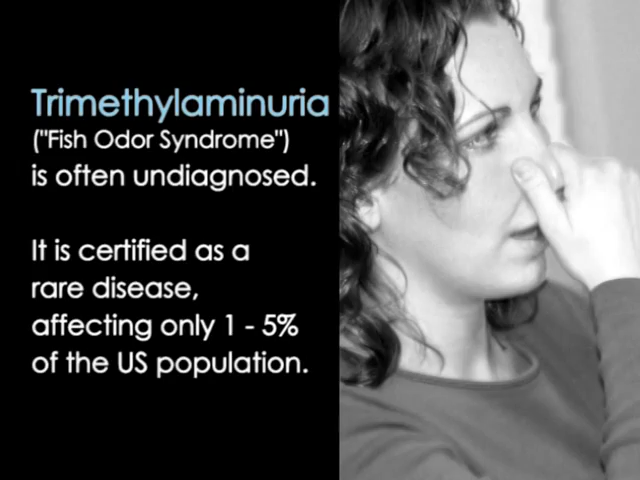 Trimethylaminuria
("Fish Odor Syndrome")
is often undiagnosed.
It is certified as a
rare disease,
affecting only 1 - 5%
of the US population.